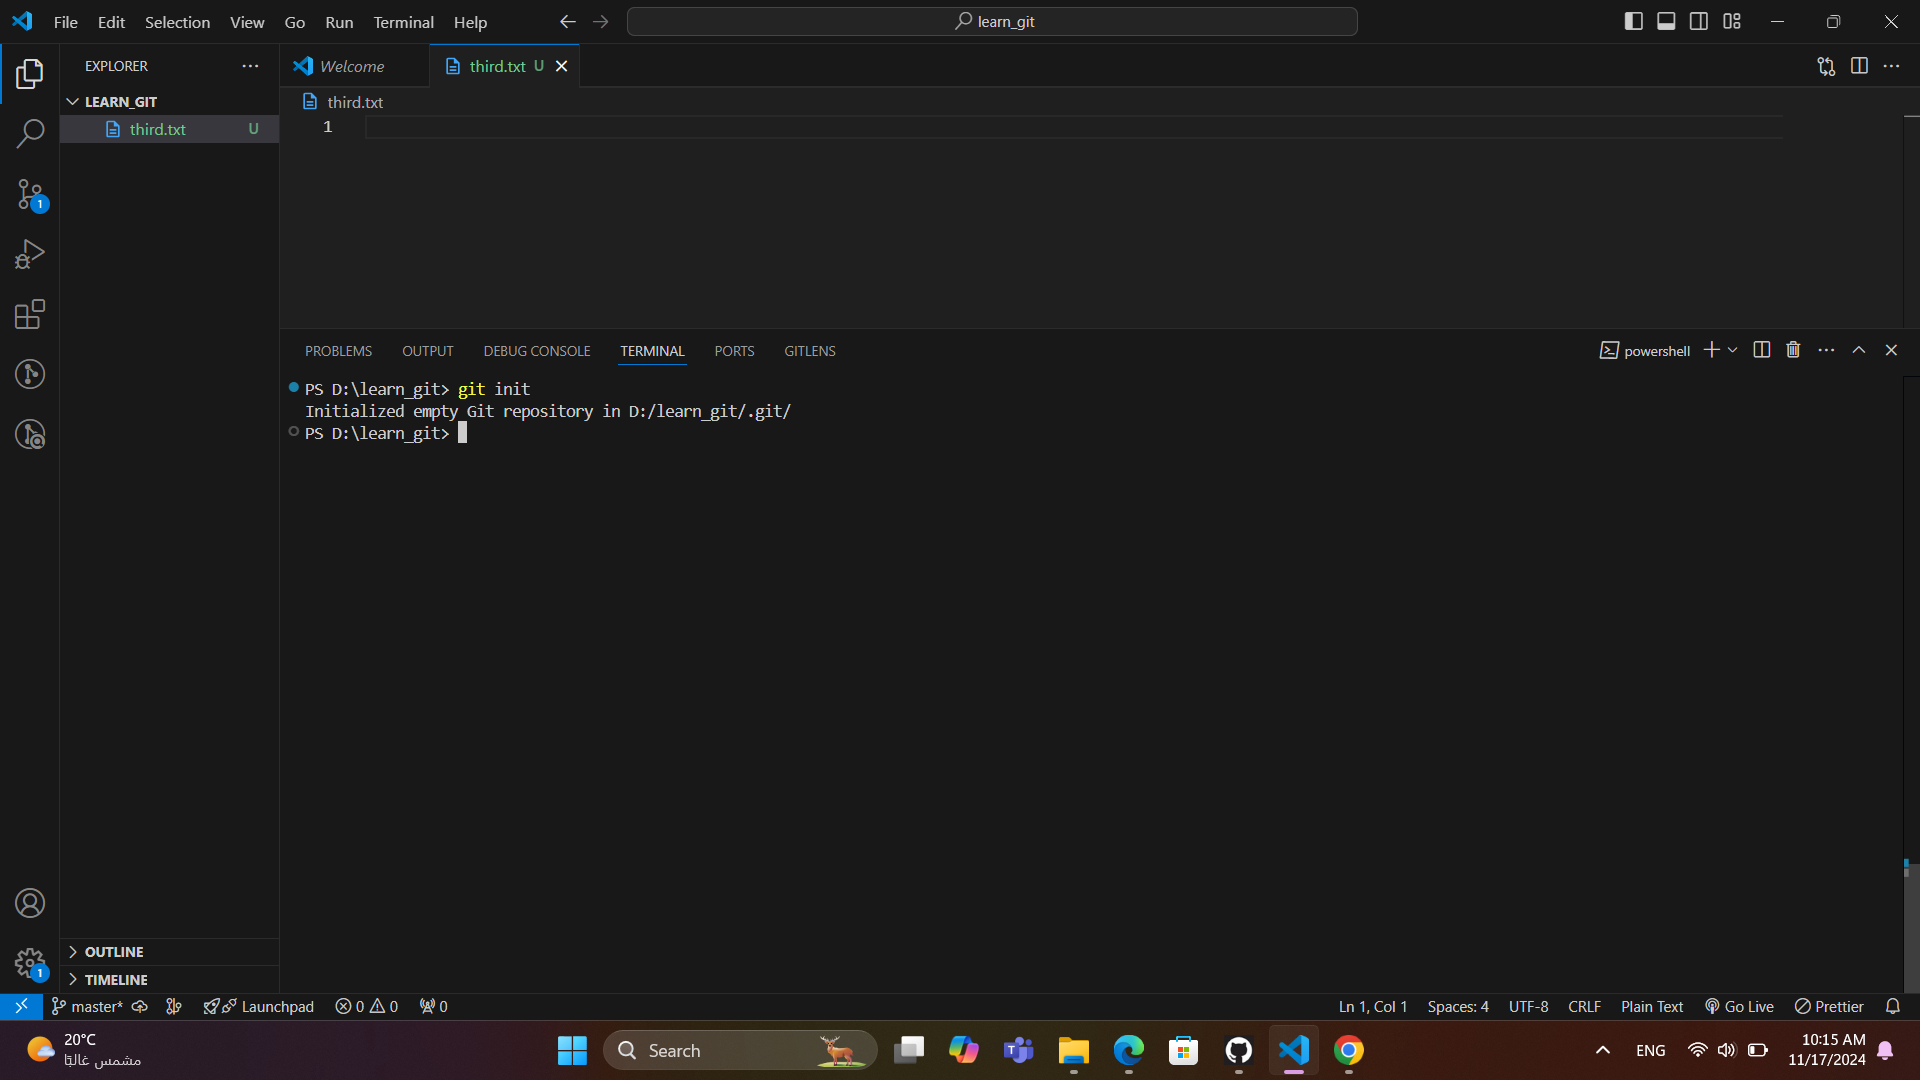 File Edit Selection View Go Run Terminal Help
learn_git
EXPLORER
Welcome
third.txt U
LEARN_GIT
third.txt
third.txt U
1
1
PROBLEMS OUTPUT DEBUG CONSOLE TERMINAL PORTS GITLENS
powershell
PS D:\learn_git> git init
Initialized empty Git repository in D:/learn_git/.git/
PS D:\learn_git>
OUTLINE
1
TIMELINE
master* Launchpad 0 0 0
Ln 1, Col 1 Spaces: 4 UTF-8 CRLF Plain Text Go Live Prettier
20°C
مشمس غالبًا
Search
ENG
10:15 AM
11/17/2024